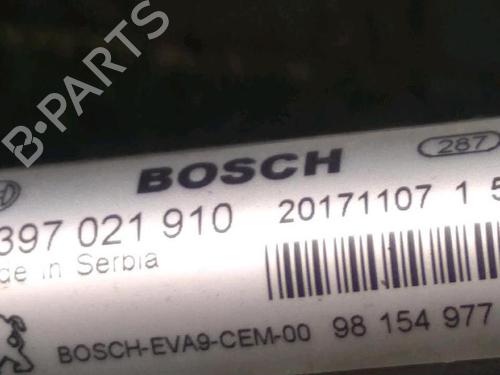 B-PARTS
BOSCH 287
397 021 910 20171107 1 5
de in Serbia
BOSCH-EVA9-CEM-00 98 154 977